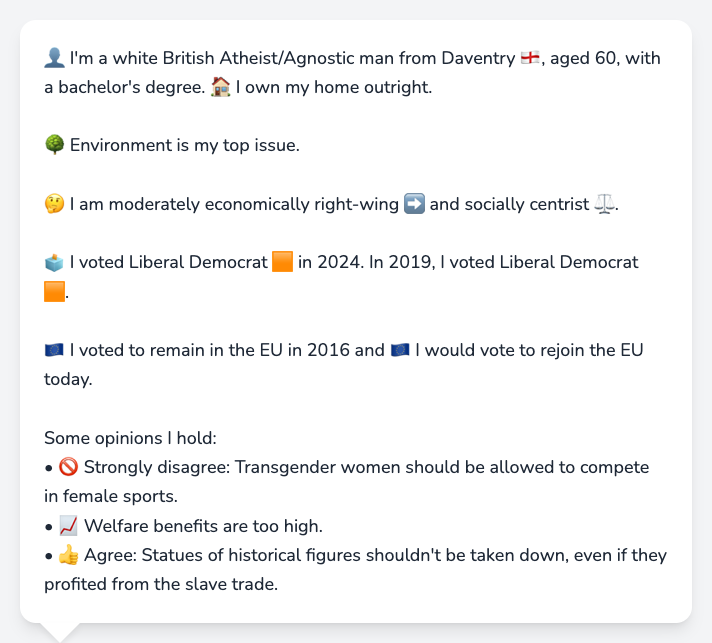 👤 I'm a white British Atheist/Agnostic man from Daventry 🏴󠁧󠁢󠁥󠁮󠁧󠁿, aged 60, with
a bachelor's degree. 🏠 I own my home outright.
🌳 Environment is my top issue.
🤔 I am moderately economically right-wing ➡️ and socially centrist ⚖️.
🗳️ I voted Liberal Democrat 🟧 in 2024. In 2019, I voted Liberal Democrat
🟧.
🇪🇺 I voted to remain in the EU in 2016 and 🇪🇺 I would vote to rejoin the EU
today.
Some opinions I hold:
• 🚫 Strongly disagree: Transgender women should be allowed to compete
in female sports.
• 📈 Welfare benefits are too high.
• 👍 Agree: Statues of historical figures shouldn't be taken down, even if they
profited from the slave trade.